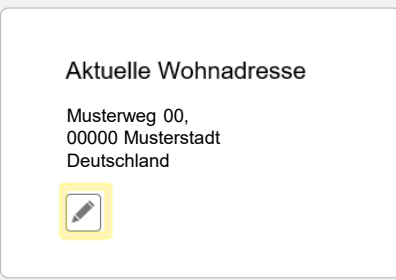 Aktuelle Wohnadresse
Musterweg 00,
00000 Musterstadt
Deutschland